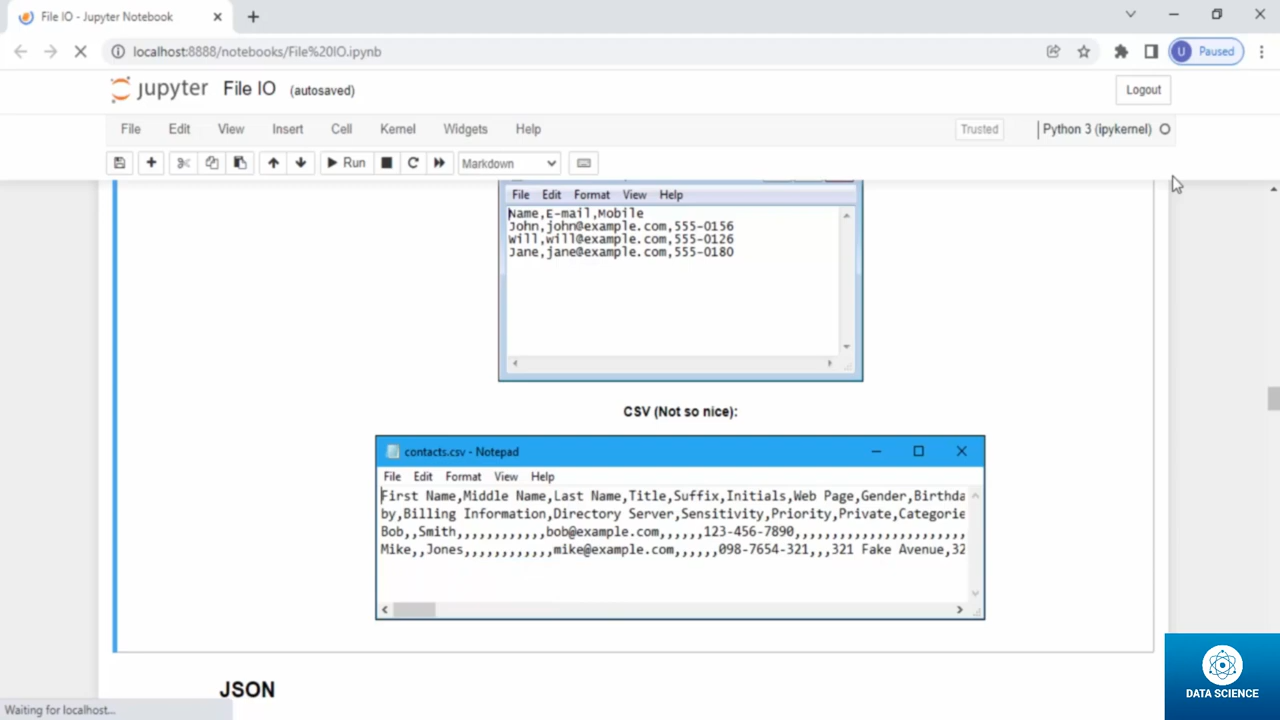 File IO - Jupyter Notebook
localhost:8888/notebooks/File%20IO.ipynb
U Paused
jupyter File IO (autosaved)
Logout
File Edit View Insert Cell Kernel Widgets Help
Trusted
Python 3 (ipykernel)
Run
Markdown
File Edit Format View Help
Name,E-mail,Mobile
John,john@example.com,555-0156
Will,will@example.com,555-0126
Jane,jane@example.com,555-0180
CSV (Not so nice):
contacts.csv - Notepad
File Edit Format View Help
First Name,Middle Name,Last Name,Title,Suffix,Initials,Web Page,Gender,Birthda
by,Billing Information,Directory Server,Sensitivity,Priority,Private,Categorie
Bob,,Smith,,,,,,,,,,,,bob@example.com,,,,,,123-456-7890,,,,,,,,,,,,,,,,,,,,,,
Mike,,Jones,,,,,,,,,,,,mike@example.com,,,,,,098-7654-321,,,321 Fake Avenue,32
JSON
Waiting for localhost...
DATA SCIENCE